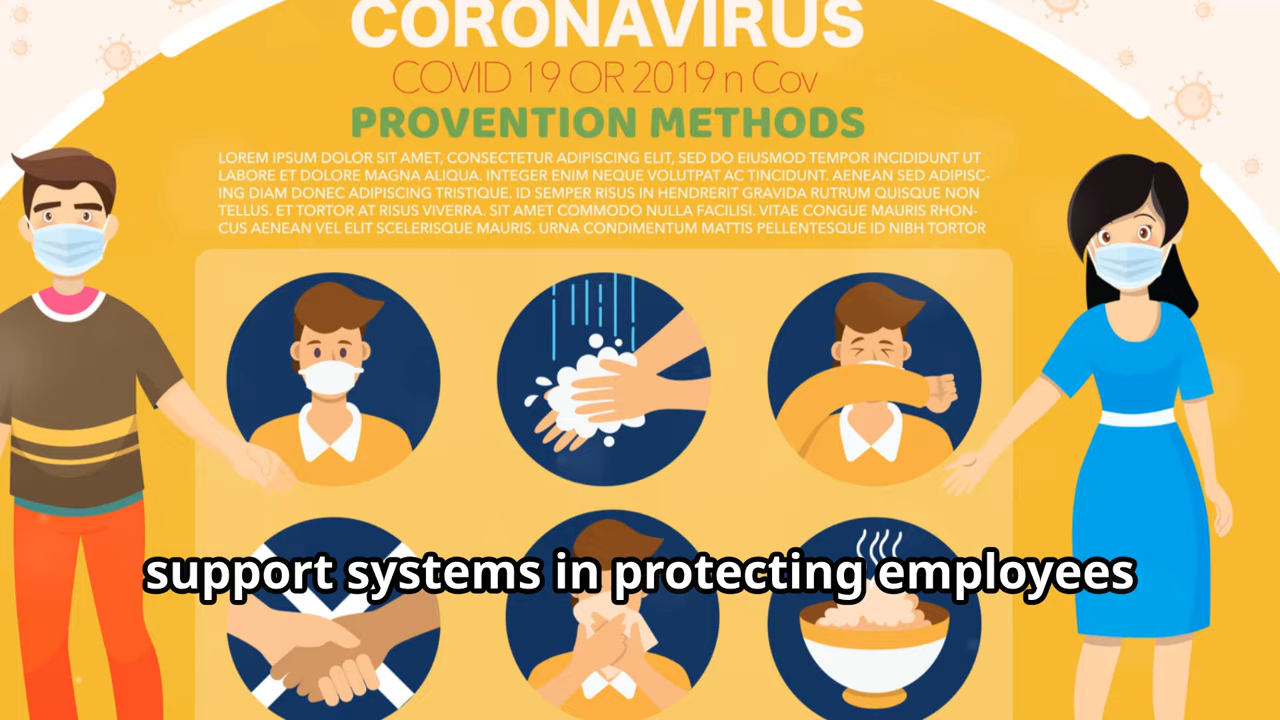 CORONAVIRUS
COVID 19 OR 2019 n Cov
PROVENTION METHODS
LOREM IPSUM DOLOR SIT AMET, CONSECTETUR ADIPISCING ELIT, SED DO EIUSMOD TEMPOR INCIDIDUNT UT
LABORE ET DOLORE MAGNA ALIQUA. INTEGER ENIM NEQUE VOLUTPAT AC TINCIDUNT. AENEAN SED ADIPISC-
ING DIAM DONEC ADIPISCING TRISTIQUE. ID SEMPER RISUS IN HENDRERIT GRAVIDA RUTRUM QUISQUE NON
TELLUS. ET TORTOR AT RISUS VIVERRA. SIT AMET COMMODO NULLA FACILISI. VITAE CONGUE MAURIS RHON-
CUS AENEAN VEL ELIT SCELERISQUE MAURIS. URNA CONDIMENTUM MATTIS PELLENTESQUE ID NIBH TORTOR
support systems in protecting employees